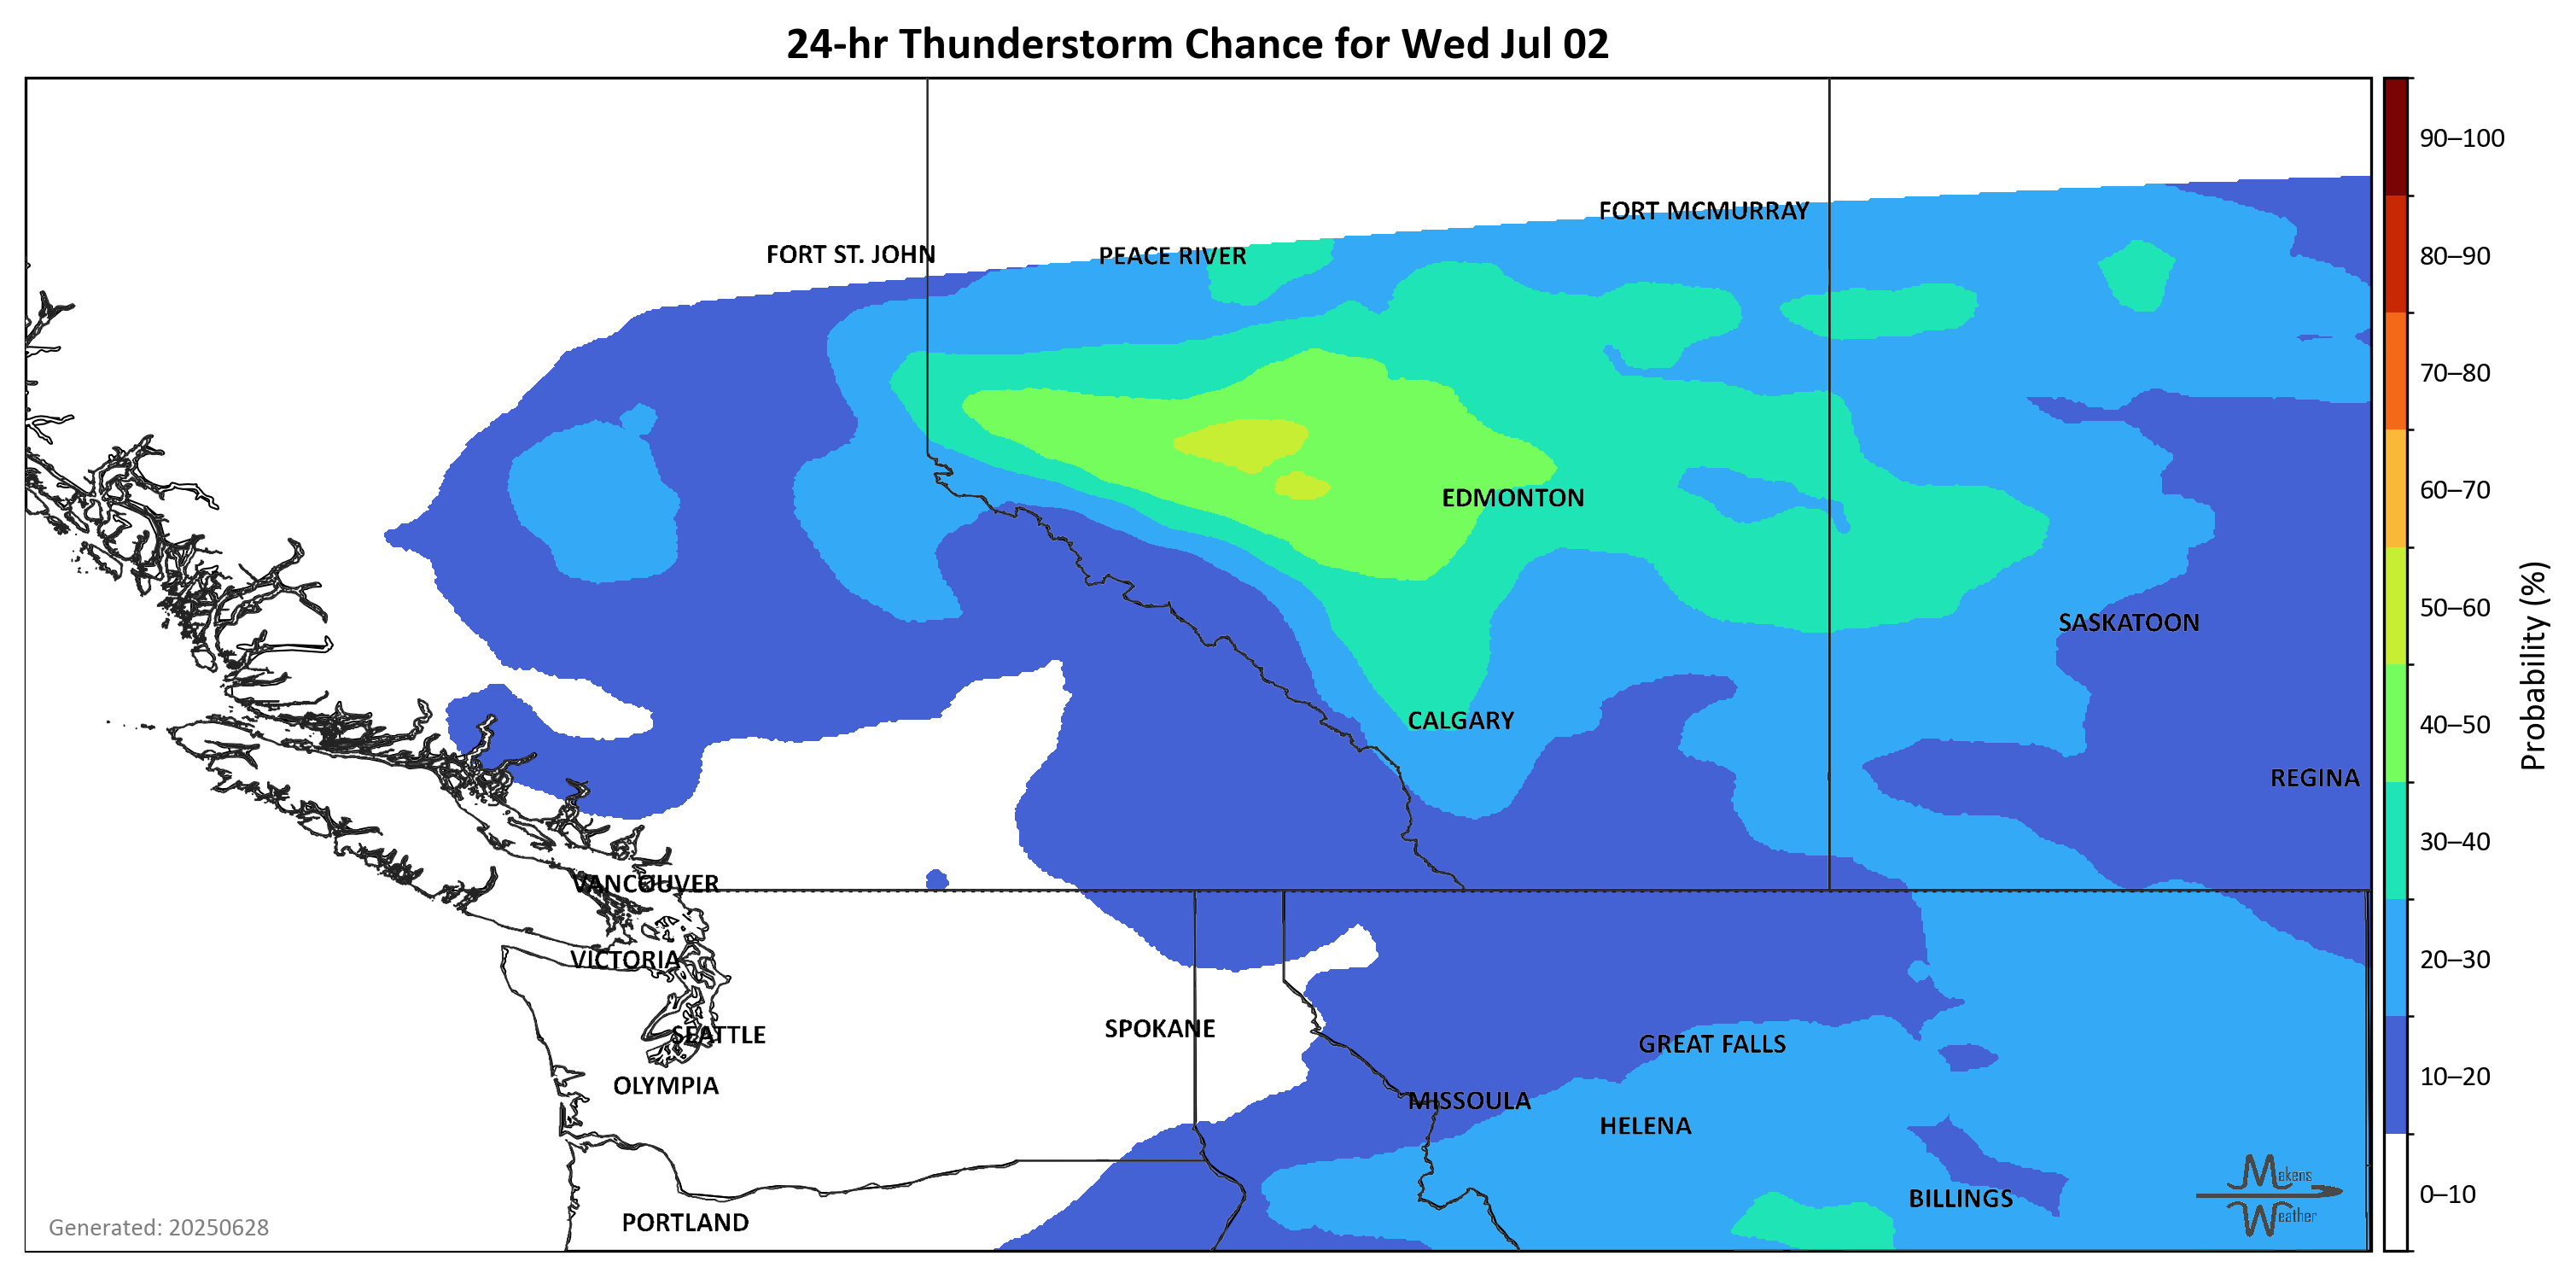 24-hr Thunderstorm Chance for Wed Jul 02
90–100
FORT MCMURRAY
FORT ST. JOHN
PEACE RIVER
80–90
70–80
60–70
EDMONTON
50–60
SASKATOON
Probability (%)
CALGARY
40–50
REGINA
30–40
VANCOUVER
VICTORIA
20–30
SEATTLE
SPOKANE
GREAT FALLS
OLYMPIA
10–20
MISSOULA
HELENA
Makens
Weather
0–10
BILLINGS
PORTLAND
Generated: 20250628